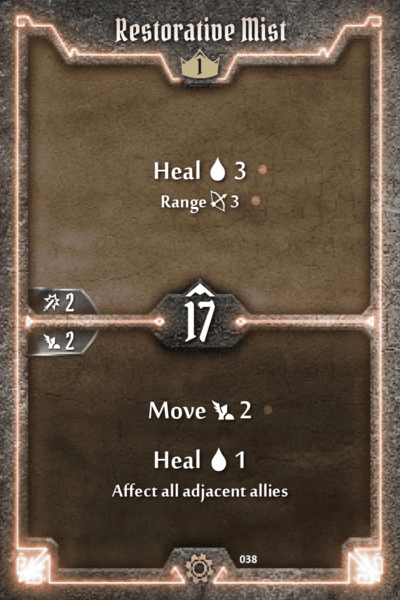 Restorative Mist
1
Heal 3
Range 3
2
17
2
Move 2
Heal 1
Affect all adjacent allies
038